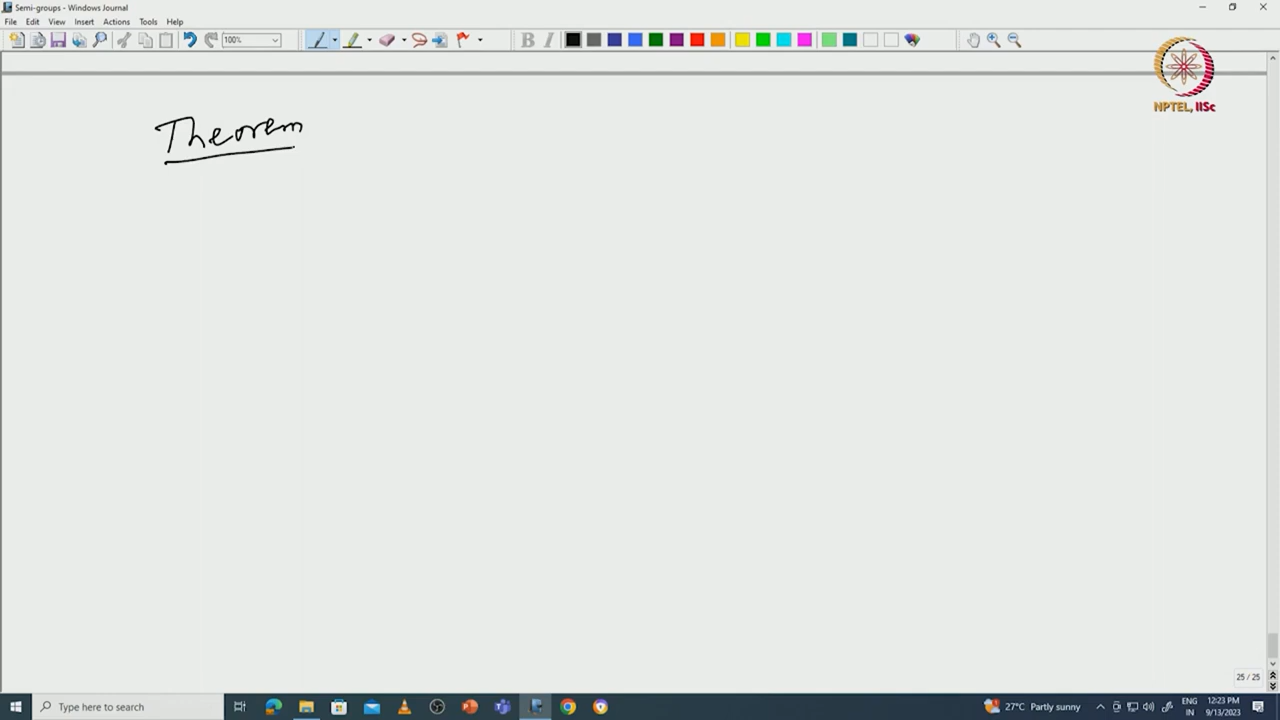 Semi-groups - Windows Journal
File Edit View Insert Actions Tools Help
100%
B I
NPTEL, IISc
Theorem
25 / 25
Type here to search
27°C Partly sunny
ENG
IN
12:23 PM
9/13/2023